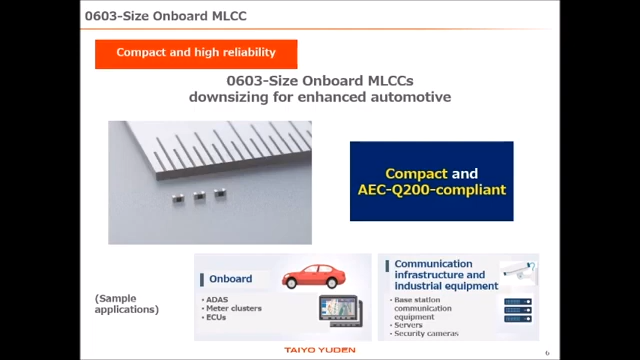 0603-Size Onboard MLCC
Compact and high reliability
0603-Size Onboard MLCCs
downsizing for enhanced automotive
Compact and
AEC-Q200-compliant
(Sample
applications)
Onboard
• ADAS
• Meter clusters
• ECUs
Communication
infrastructure and
industrial equipment
• Base station
communication
equipment
• Servers
• Security cameras
TAIYO YUDEN
6